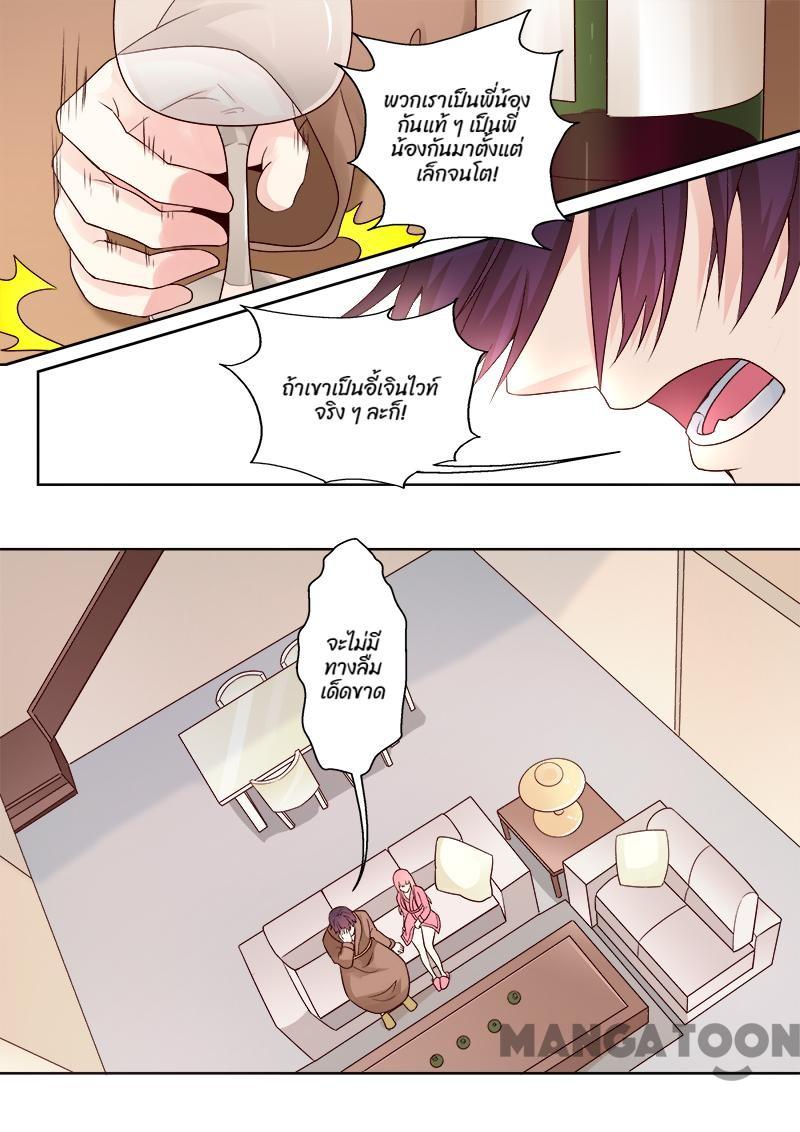 พวกเราเป็นพี่น้อง
กันแท้ ๆ เป็นพี่
น้องกันมาตั้งแต่
เล็กจนโต!
ถ้าเขาเป็นอี้เจินไวท์
จริง ๆ ละก็!
จะไม่มี
ทางลืม
เด็ดขาด
MANGATOON